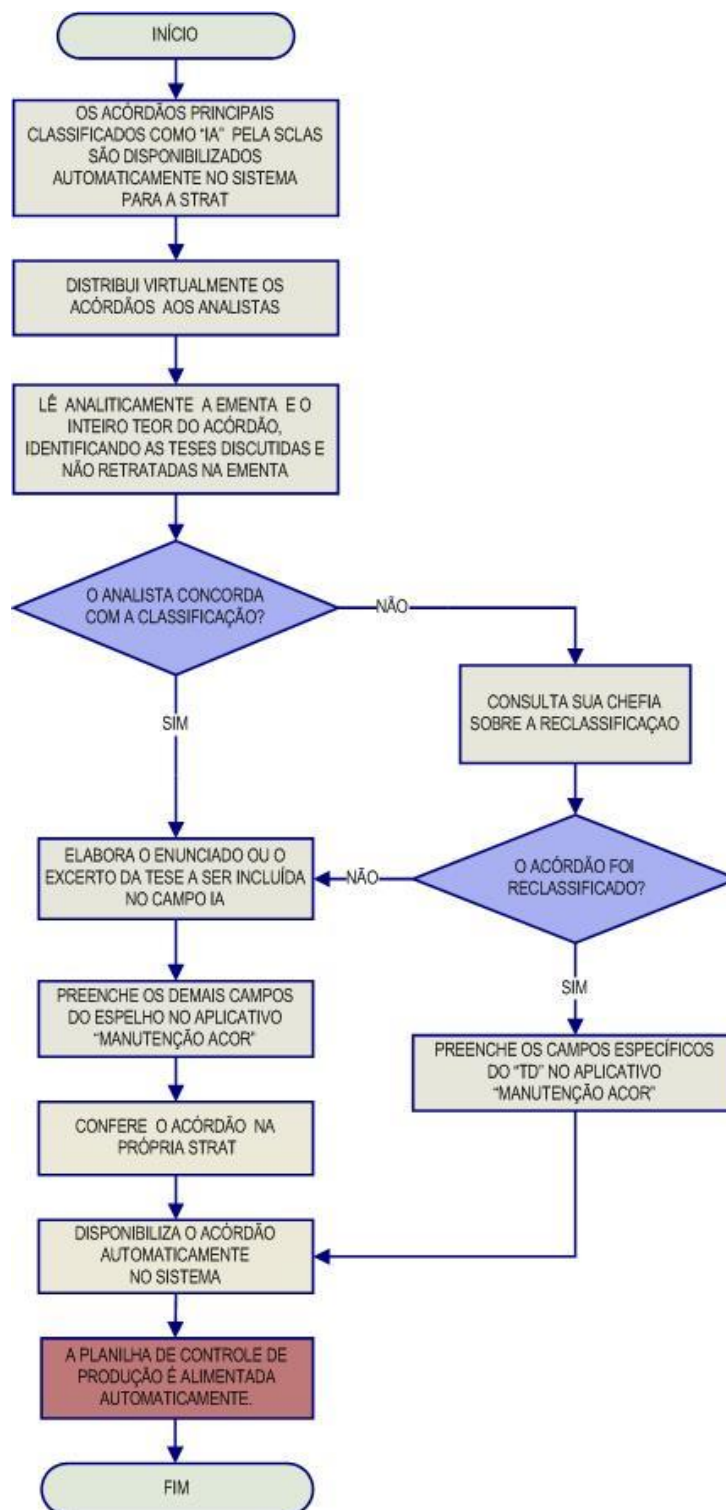 INÍCIO
OS ACÓRDÃOS PRINCIPAIS
CLASSIFICADOS COMO "IA" PELA SCLAS
SÃO DISPONIBILIZADOS
AUTOMATICAMENTE NO SISTEMA
PARA A STRAT
DISTRIBUI VIRTUALMENTE OS
ACÓRDÃOS AOS ANALISTAS
LÊ ANALITICAMENTE A EMENTA E O
INTEIRO TEOR DO ACÓRDÃO,
IDENTIFICANDO AS TESES DISCUTIDAS E
NÃO RETRATADAS NA EMENTA
O ANALISTA CONCORDA
COM A CLASSIFICAÇÃO?
NÃO
CONSULTA SUA CHEFIA
SOBRE A RECLASSIFICAÇAO
SIM
ELABORA O ENUNCIADO OU O
EXCERTO DA TESE A SER INCLUÍDA
NO CAMPO IA
NÃO
O ACÓRDÃO FOI
RECLASSIFICADO?
SIM
PREENCHE OS DEMAIS CAMPOS
DO ESPELHO NO APLICATIVO
"MANUTENÇÃO ACOR"
PREENCHE OS CAMPOS ESPECÍFICOS
DO "TD" NO APLICATIVO
"MANUTENÇÃO ACOR"
CONFERE O ACÓRDÃO NA
PRÓPRIA STRAT
DISPONIBILIZA O ACÓRDÃO
AUTOMATICAMENTE
NO SISTEMA
A PLANILHA DE CONTROLE DE
PRODUÇÃO É ALIMENTADA
AUTOMATICAMENTE.
FIM